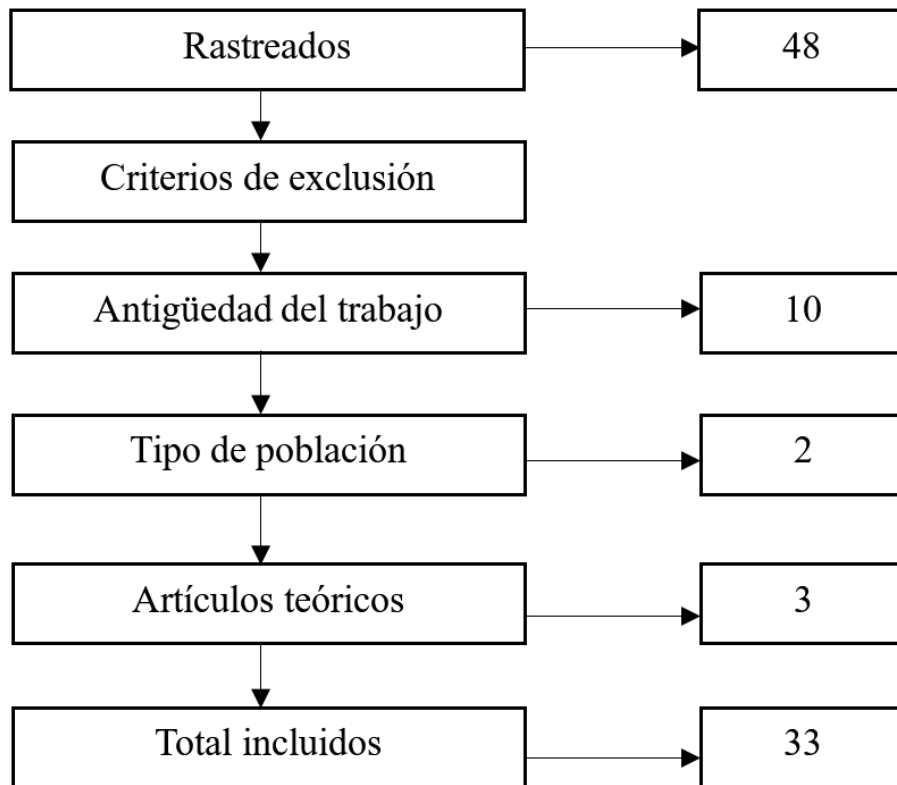 Rastreados
48
Criterios de exclusión
Antigüedad del trabajo
10
Tipo de población
2
Artículos teóricos
3
Total incluidos
33